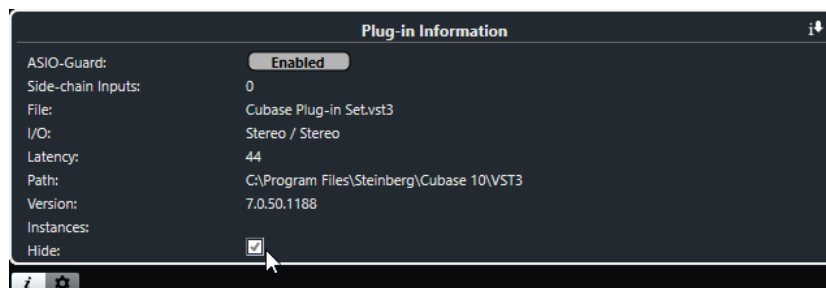 Plug-in Information
ASIO-Guard: Enabled
Side-chain Inputs: 0
File: Cubase Plug-in Set.vst3
I/O: Stereo / Stereo
Latency: 44
Path: C:\Program Files\Steinberg\Cubase 10\VST3
Version: 7.0.50.1188
Instances:
Hide: